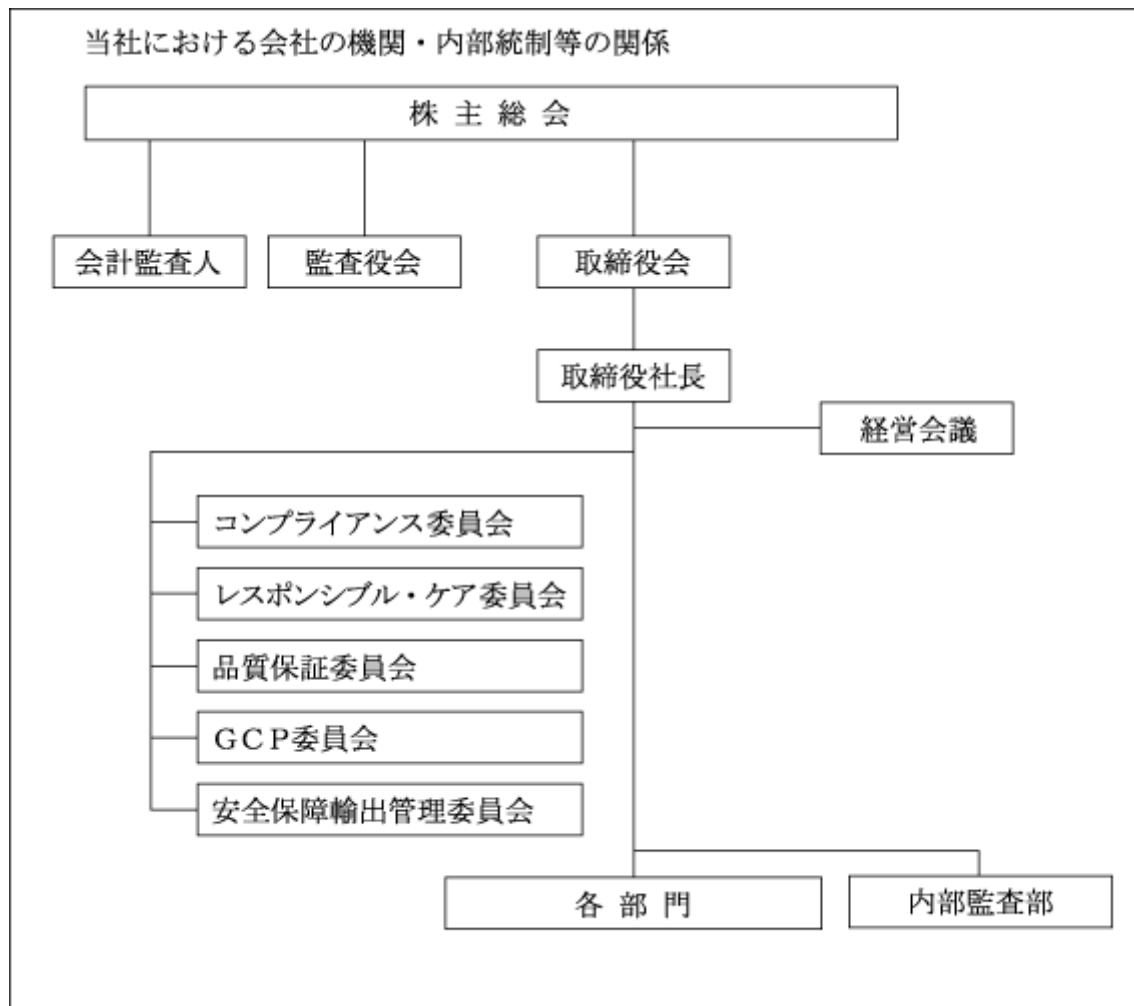 当社における会社の機関・内部統制等の関係
株主総会
会計監査人
監査役会
取締役会
取締役社長
経営会議
コンプライアンス委員会
レスポンシブル・ケア委員会
品質保証委員会
GCP委員会
安全保障輸出管理委員会
各部門
内部監査部